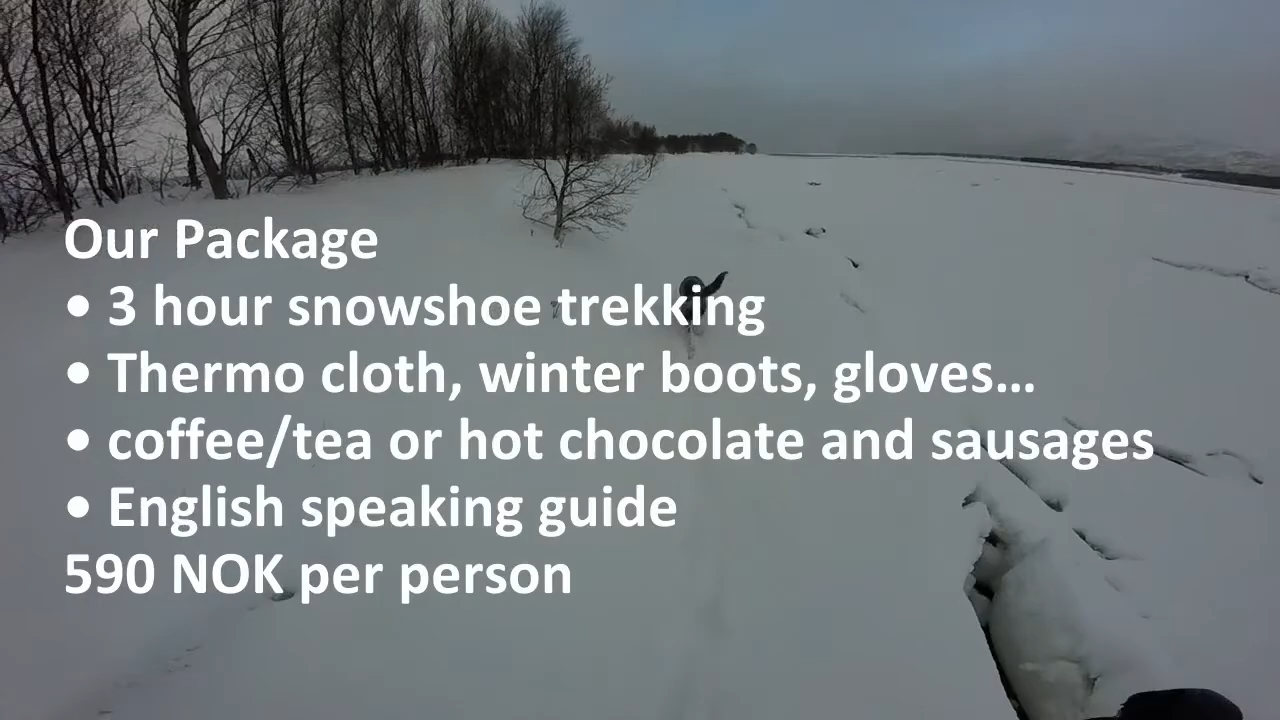 Our Package
• 3 hour snowshoe trekking
• Thermo cloth, winter boots, gloves...
• coffee/tea or hot chocolate and sausages
• English speaking guide
590 NOK per person